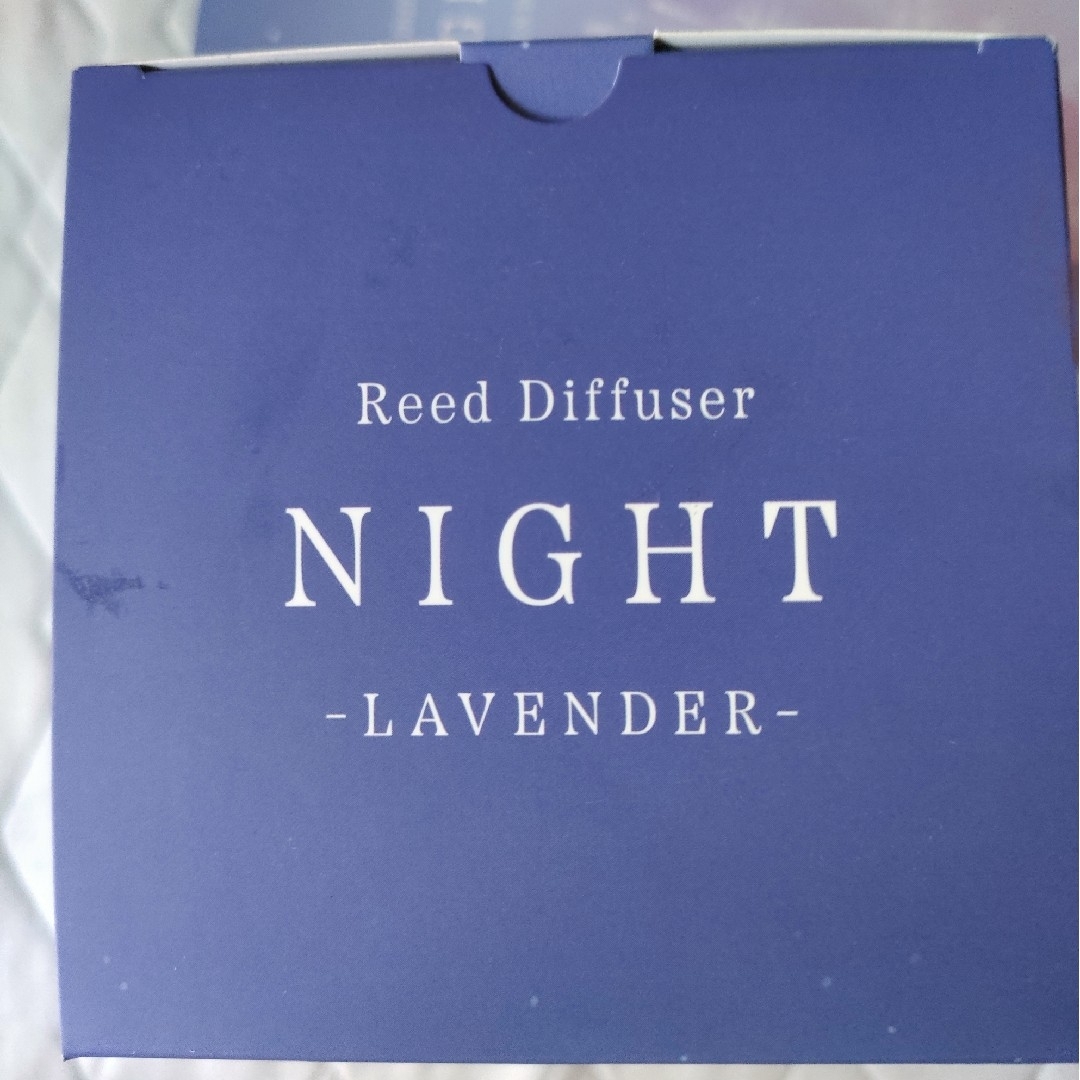 Reed Diffuser
NIGHT
-LAVENDER-